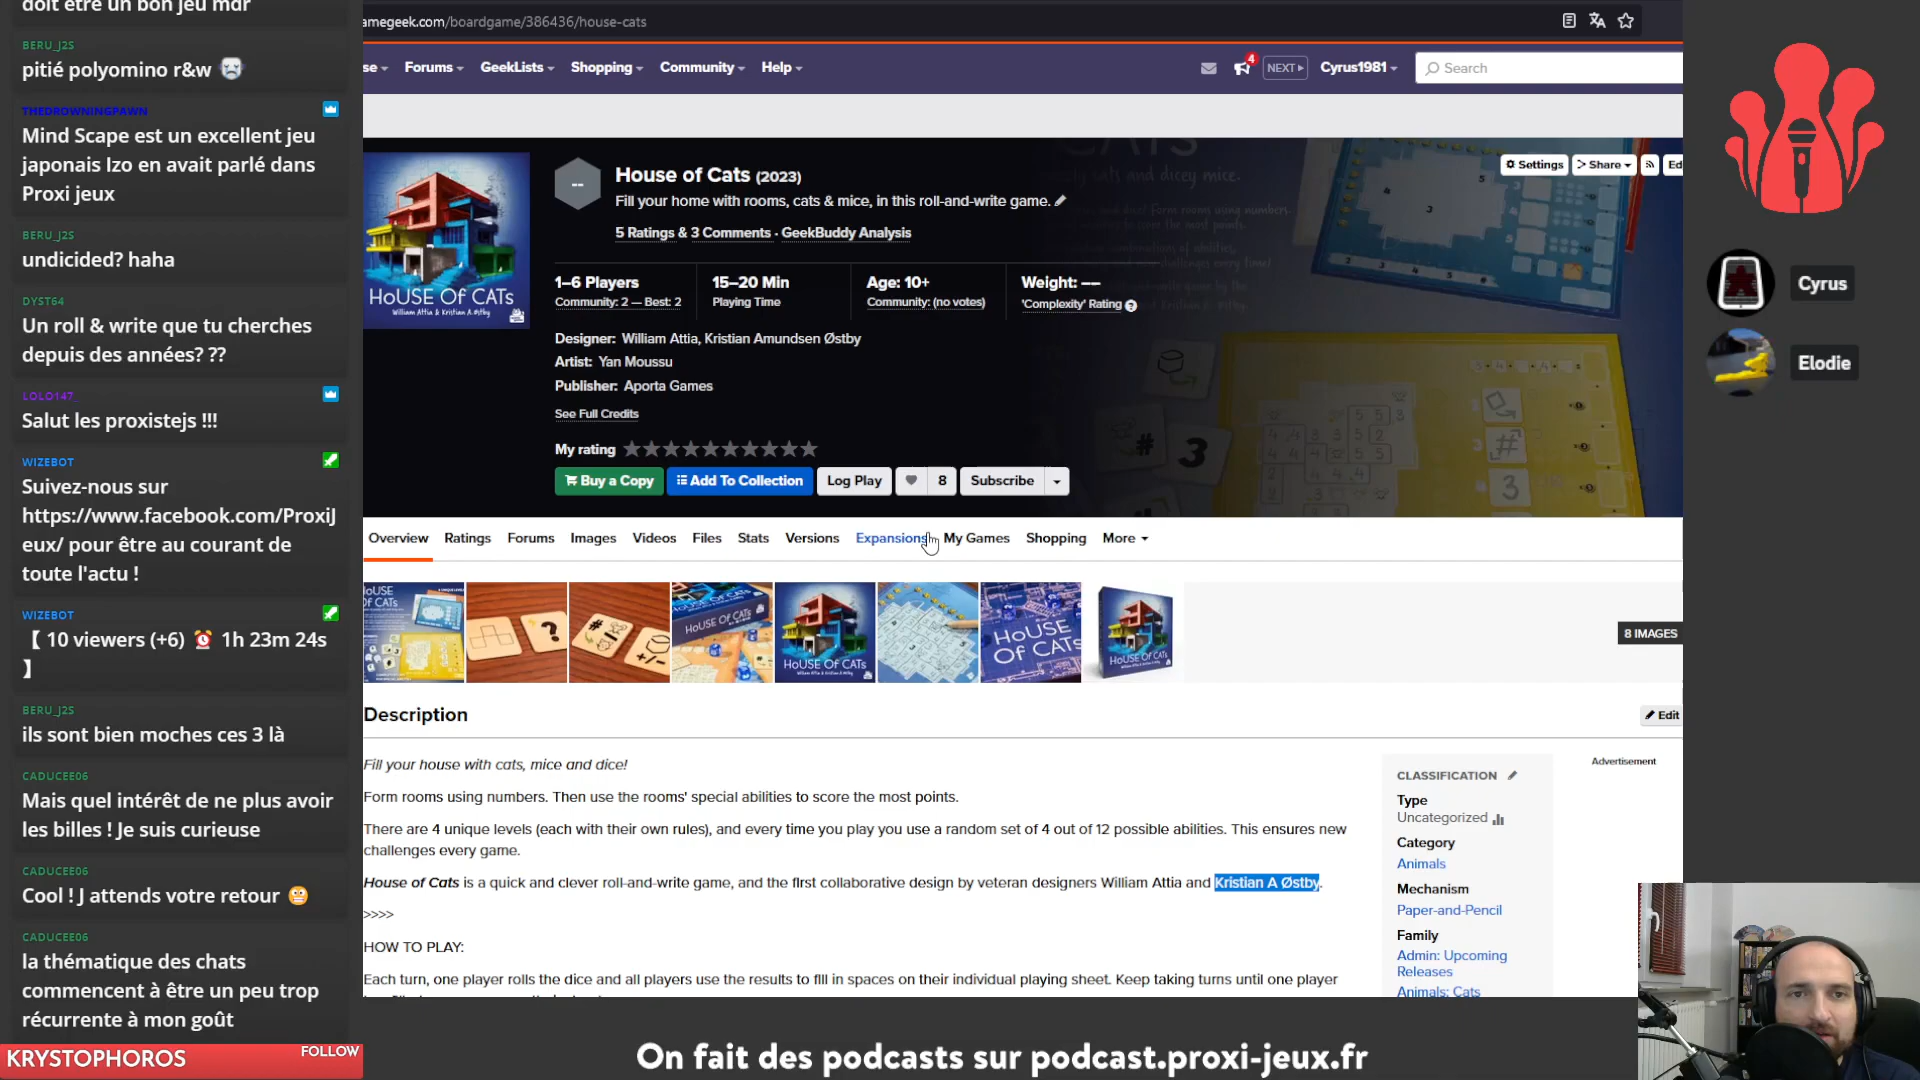 doit être un bon jeu mdr
BERU_J2S
pitié polyomino r&w
THEDROWNINGPAWN
Mind Scape est un excellent jeu
japonais Izo en avait parlé dans
Proxi jeux
BERU_J2S
undicided? haha
DYST64
Un roll & write que tu cherches
depuis des années? ??
LOLO147_
Salut les proxistejs !!!
WIZEBOT
Suivez-nous sur
https://www.facebook.com/ProxiJ
eux/ pour être au courant de
toute l'actu !
WIZEBOT
【 10 viewers (+6) ⏰ 1h 23m 24s
】
BERU_J2S
ils sont bien moches ces 3 là
CADUCEE06
Mais quel intérêt de ne plus avoir
les billes ! Je suis curieuse
CADUCEE06
Cool ! J attends votre retour 😬
CADUCEE06
la thématique des chats
commencent à être un peu trop
récurrente à mon goût
KRYSTOPHOROS FOLLOW
amegeek.com/boardgame/386436/house-cats
se Forums GeekLists Shopping Community Help 4 NEXT Cyrus1981 Search
HoUSE OF CATs
William Attia & Kristian A Østby
--
House of Cats (2023)
Fill your home with rooms, cats & mice, in this roll-and-write game.
5 Ratings & 3 Comments · GeekBuddy Analysis
Settings Share Ed
1–6 Players
Community: 2 — Best: 2
15–20 Min
Playing Time
Age: 10+
Community: (no votes)
Weight: --
'Complexity' Rating
Designer: William Attia, Kristian Amundsen Østby
Artist: Yan Moussu
Publisher: Aporta Games
See Full Credits
My rating
Buy a Copy Add To Collection Log Play 8 Subscribe
Overview Ratings Forums Images Videos Files Stats Versions Expansions My Games Shopping More
8 IMAGES
Description
Edit
Fill your house with cats, mice and dice!
Form rooms using numbers. Then use the rooms' special abilities to score the most points.
There are 4 unique levels (each with their own rules), and every time you play you use a random set of 4 out of 12 possible abilities. This ensures new
challenges every game.
House of Cats is a quick and clever roll-and-write game, and the first collaborative design by veteran designers William Attia and Kristian A Østby.
>>>>
HOW TO PLAY:
Each turn, one player rolls the dice and all players use the results to fill in spaces on their individual playing sheet. Keep taking turns until one player
CLASSIFICATION
Type
Uncategorized
Category
Animals
Mechanism
Paper-and-Pencil
Family
Admin: Upcoming
Releases
Animals: Cats
Advertisement
Cyrus
Elodie
On fait des podcasts sur podcast.proxi-jeux.fr